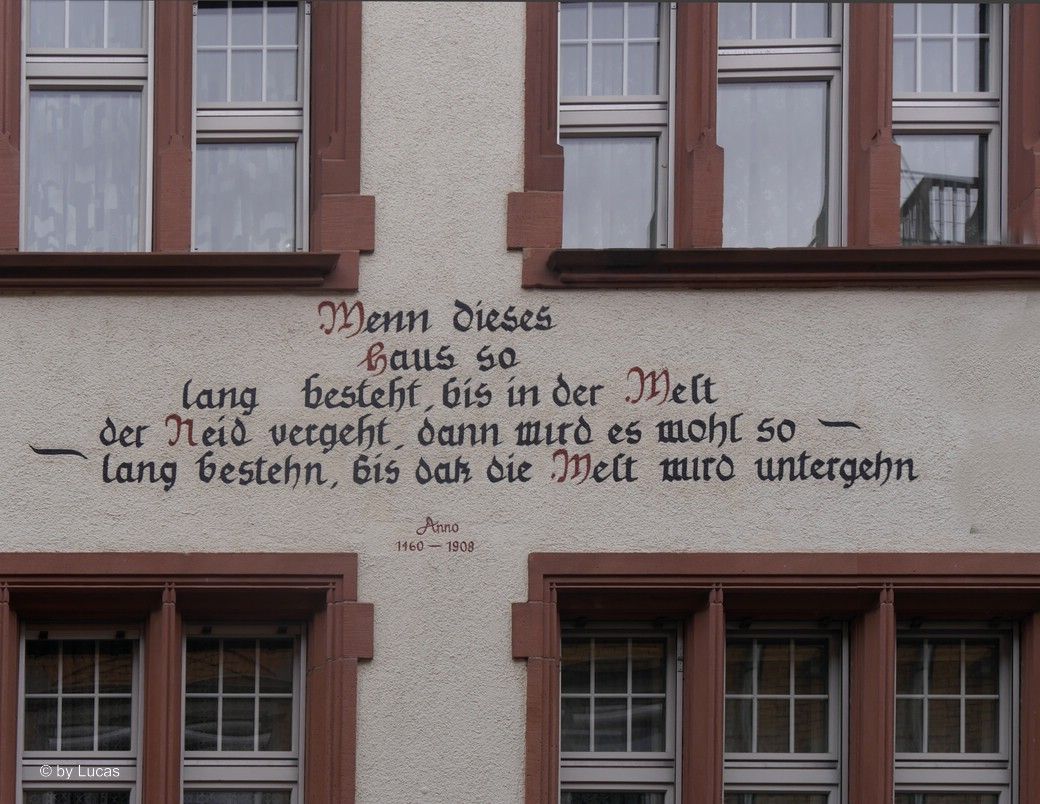 Wenn dieses
Haus so
lang besteht, bis in der Welt
der Neid vergeht, dann wird es wohl so —
— lang bestehn, bis daß die Welt wird untergehn
Anno
1160 — 1908
© by Lucas